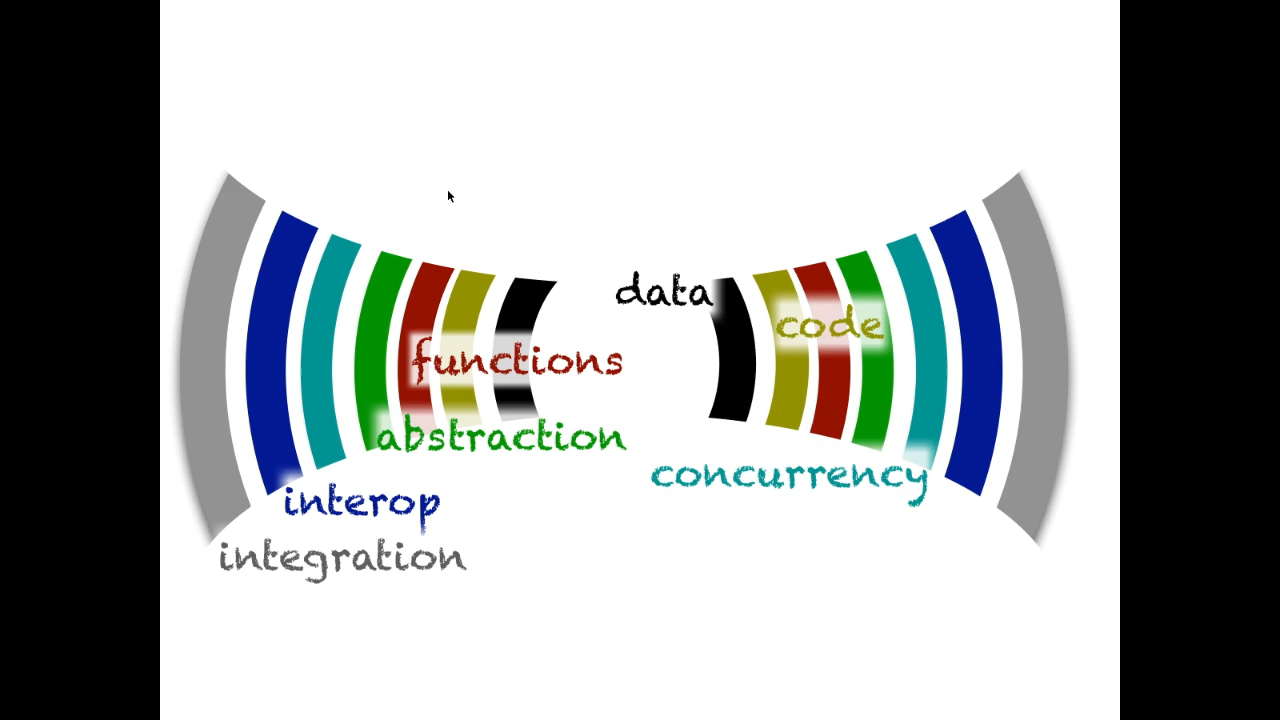 data
code
functions
abstraction
concurrency
interop
integration